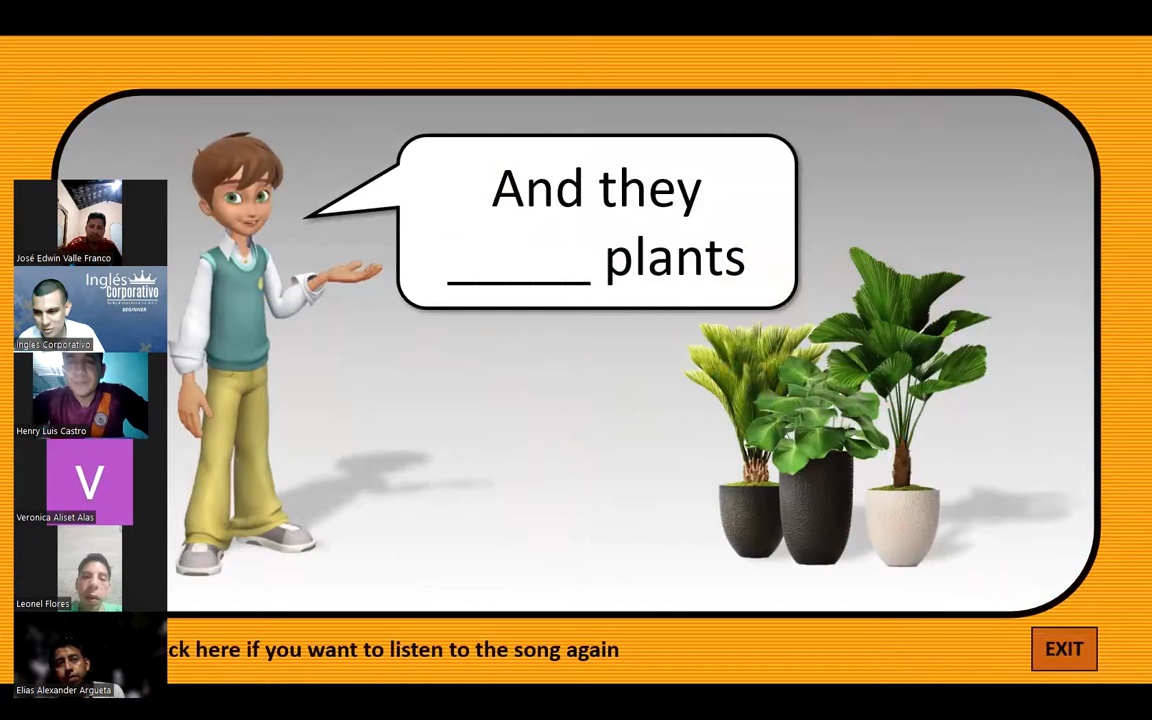 And they
_______ plants
José Edwin Valle Franco
Inglés
Corporativo
BEGINNER
Ingles Corporativo
Henry Luis Castro
V
Veronica Aliset Alas
Leonel Flores
Elias Alexander Argueta
ck here if you want to listen to the song again
EXIT